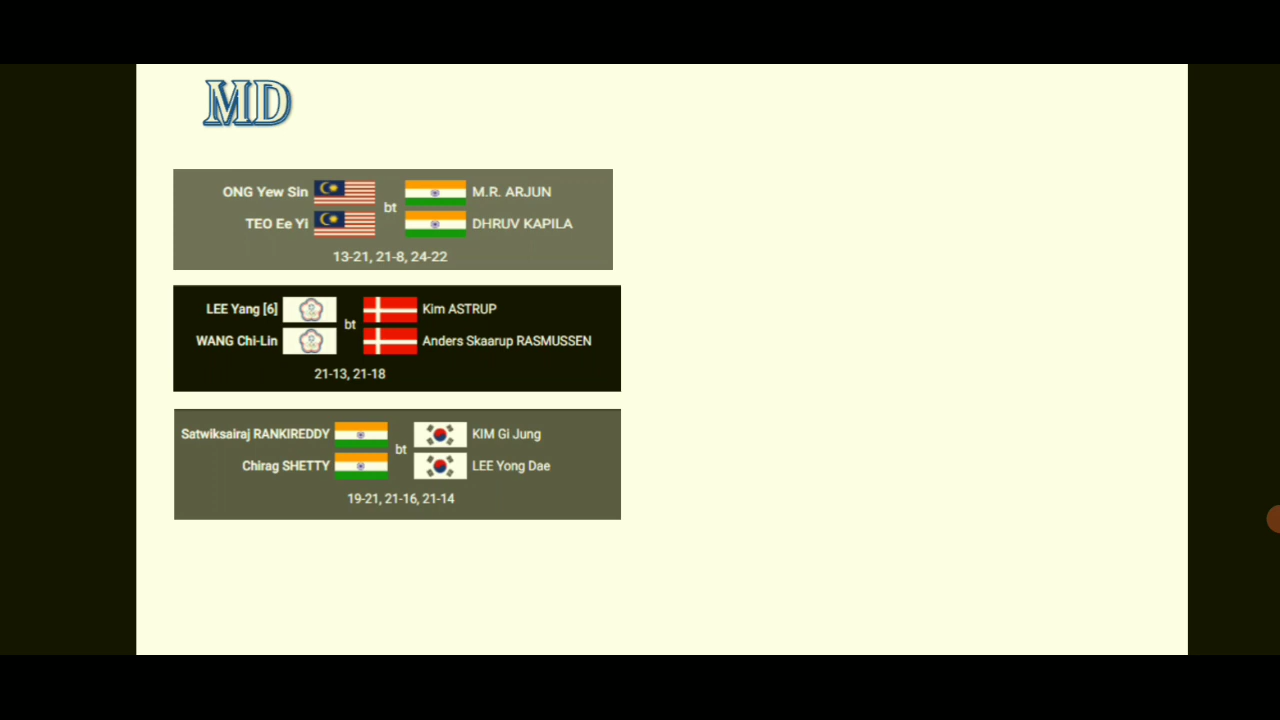 MD
ONG Yew Sin bt M.R. ARJUN
TEO Ee Yi DHRUV KAPILA
13-21, 21-8, 24-22
LEE Yang [6] bt Kim ASTRUP
WANG Chi-Lin Anders Skaarup RASMUSSEN
21-13, 21-18
Satwiksairaj RANKIREDDY bt KIM Gi Jung
Chirag SHETTY LEE Yong Dae
19-21, 21-16, 21-14